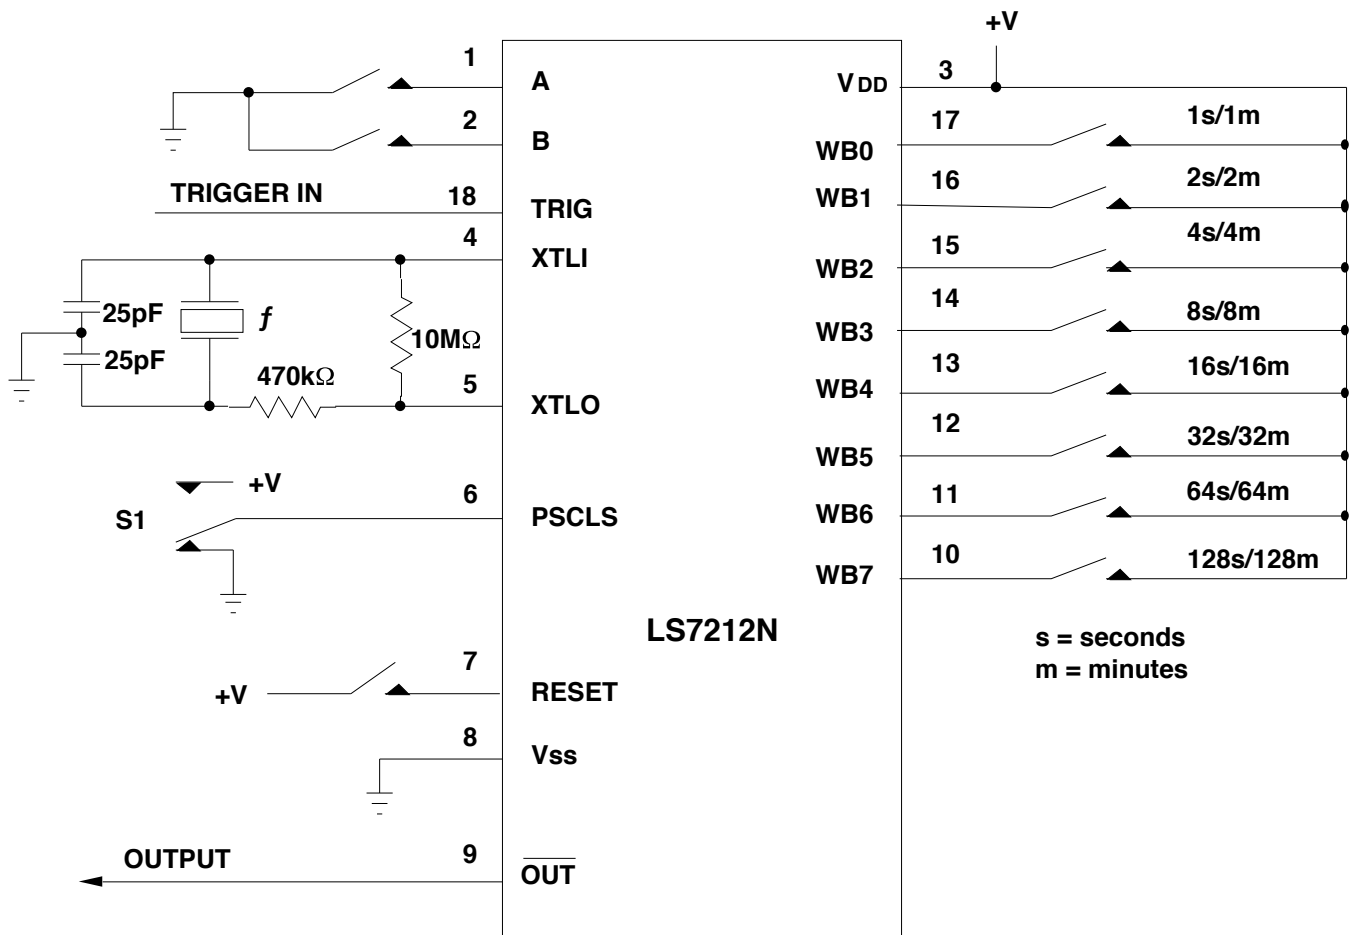 +V
1
A
2
B
TRIGGER IN
18
TRIG
4
XTLI
25pF
25pF
ƒ
10MΩ
470kΩ
5
XTLO
+V
S1
6
PSCLS
LS7212N
+V
7
RESET
8
Vss
OUTPUT
9
OUT
VDD
3
17
WB0
1s/1m
16
WB1
2s/2m
15
WB2
4s/4m
14
WB3
8s/8m
13
WB4
16s/16m
12
WB5
32s/32m
11
WB6
64s/64m
10
WB7
128s/128m
s = seconds
m = minutes